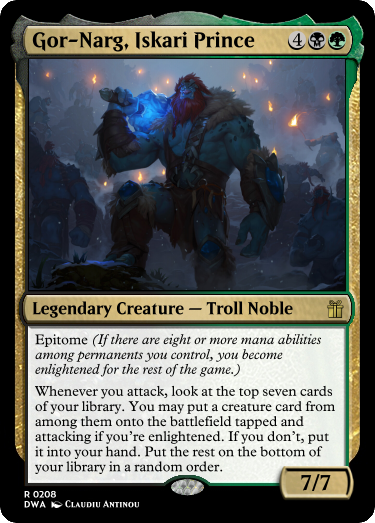 Gor-Narg, Iskari Prince 4
Legendary Creature — Troll Noble
Epitome (If there are eight or more mana abilities
among permanents you control, you become
enlightened for the rest of the game.)
Whenever you attack, look at the top seven cards
of your library. You may put a creature card from
among them onto the battlefield tapped and
attacking if you're enlightened. If you don't, put
it into your hand. Put the rest on the bottom of
your library in a random order.
7/7
R 0208
DWA Claudiu Antinou